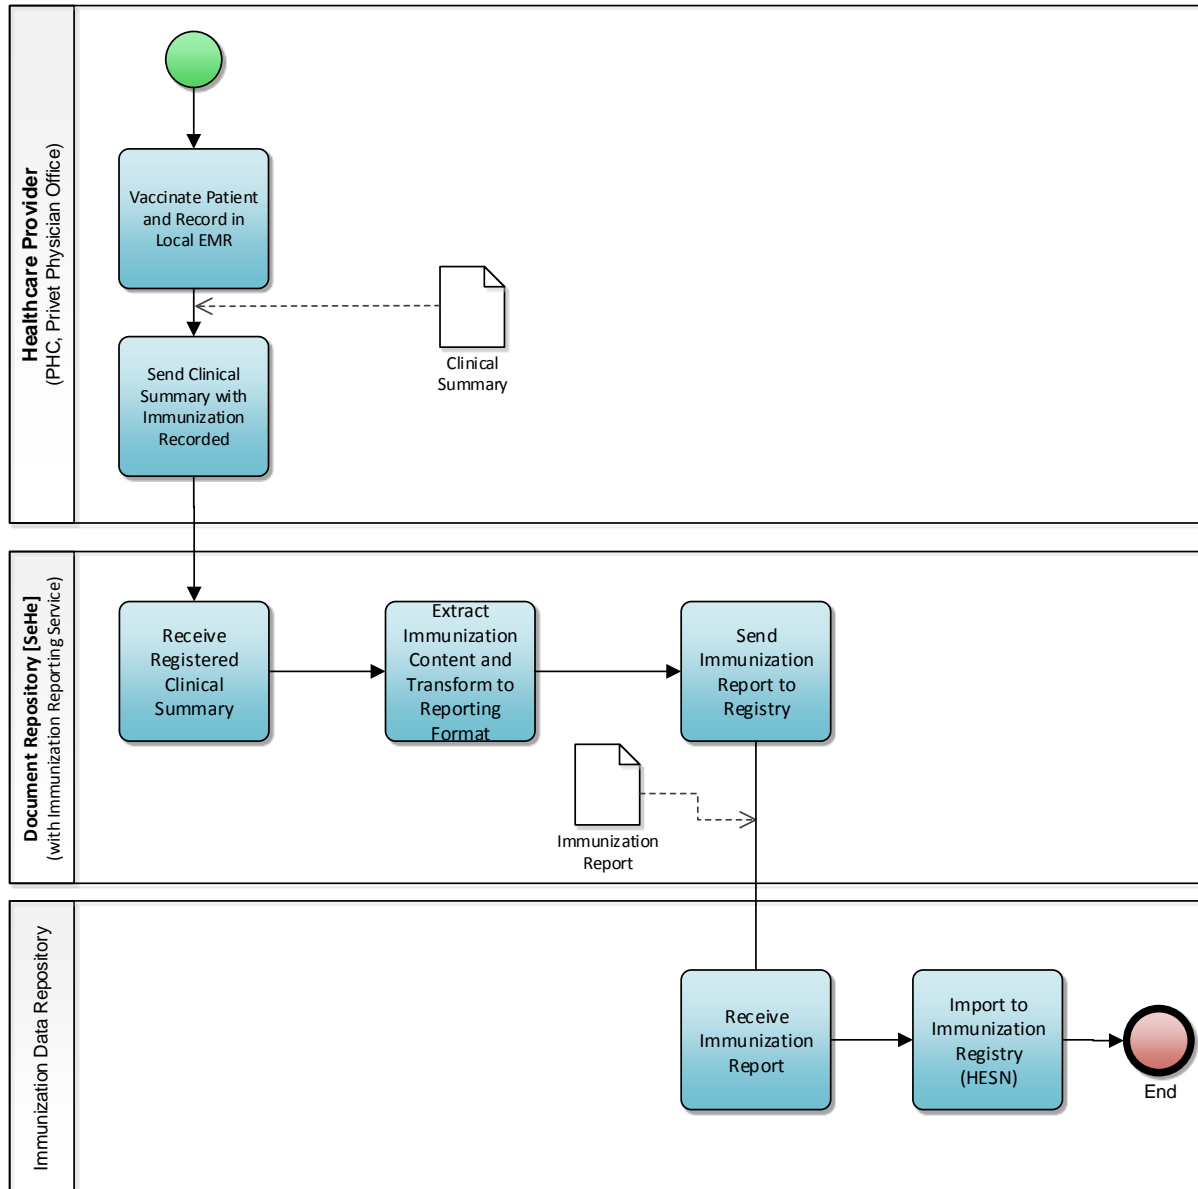 Healthcare Provider
(PHC, Privet Physician Office)
Vaccinate Patient
and Record in
Local EMR
Clinical
Summary
Send Clinical
Summary with
Immunization
Recorded
Document Repository [SeHe]
(with Immunization Reporting Service)
Receive
Registered
Clinical
Summary
Extract
Immunization
Content and
Transform to
Reporting
Format
Send
Immunization
Report to
Registry
Immunization
Report
Immunization Data Repository
Receive
Immunization
Report
Import to
Immunization
Registry
(HESN)
End